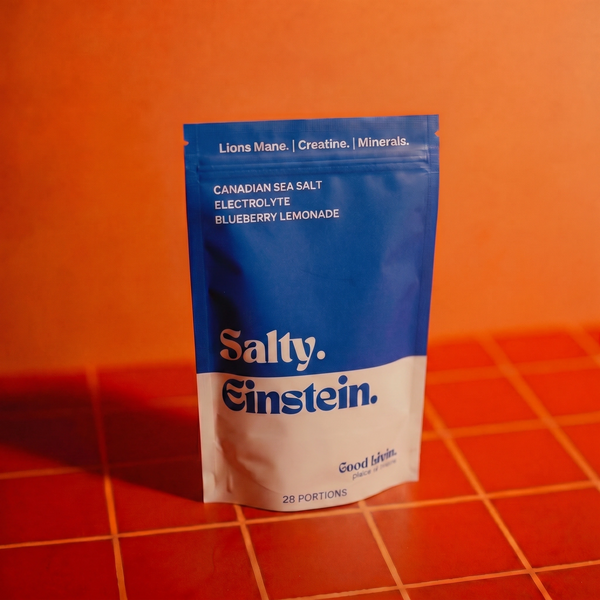 Lions Mane. | Creatine. | Minerals.
CANADIAN SEA SALT
ELECTROLYTE
BLUEBERRY LEMONADE
Salty.
Einstein.
Good Livin.
28 PORTIONS